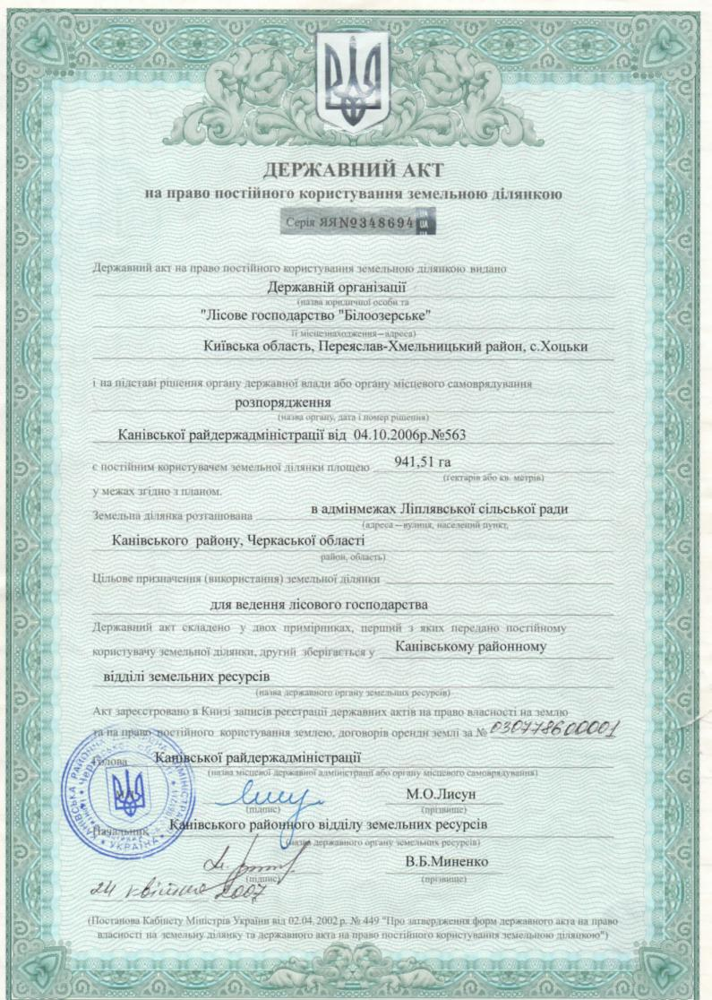 ДЕРЖАВНИЙ АКТ
на право постійного користування земельною ділянкою
Серія ЯЯ №348694
UA
UA
UA
Державний акт на право постійного користування земельною ділянкою видано
Державній організації
(назва юридичної особи та
"Лісове господарство "Білоозерське"
її місцезнаходження–адреса)
Київська область, Переяслав-Хмельницький район, с.Хоцьки
і на підставі рішення органу державної влади або органу місцевого самоврядування
розпорядження
(назва органу, дата і номер рішення)
Канівської райдержадміністрації від 04.10.2006р.№563
є постійним користувачем земельної ділянки площею 941,51 га
(гектарів або кв. метрів)
у межах згідно з планом.
Земельна ділянка розташована в адмінмежах Ліплявської сільської ради
(адреса – вулиця, населений пункт,
Канівського району, Черкаської області
район, область)
Цільове призначення (використання) земельної ділянки
для ведення лісового господарства
Державний акт складено у двох примірниках, перший з яких передано постійному
користувачу земельної ділянки, другий зберігається у Канівському районному
відділі земельних ресурсів
(назва державного органу земельних ресурсів)
Акт зареєстровано в Книзі записів реєстрації державних актів на право власності на землю
та на право постійного користування землею, договорів оренди землі за № 030778600001
Голова Канівської райдержадміністрації
(назва місцевої державної адміністрації або органу місцевого самоврядування)
М.О.Лисун
(підпис) (прізвище)
Начальник Канівського районного відділу земельних ресурсів
(назва державного органу земельних ресурсів)
В.Б.Миненко
(підпис) (прізвище)
24 квітня 2007
(Постанова Кабінету Міністрів України від 02.04.2002 р. № 449 "Про затвердження форм державного акта на право
власності на земельну ділянку та державного акта на право постійного користування земельною ділянкою")
КАНІВСЬКА РАЙОННА
УКРАЇНА